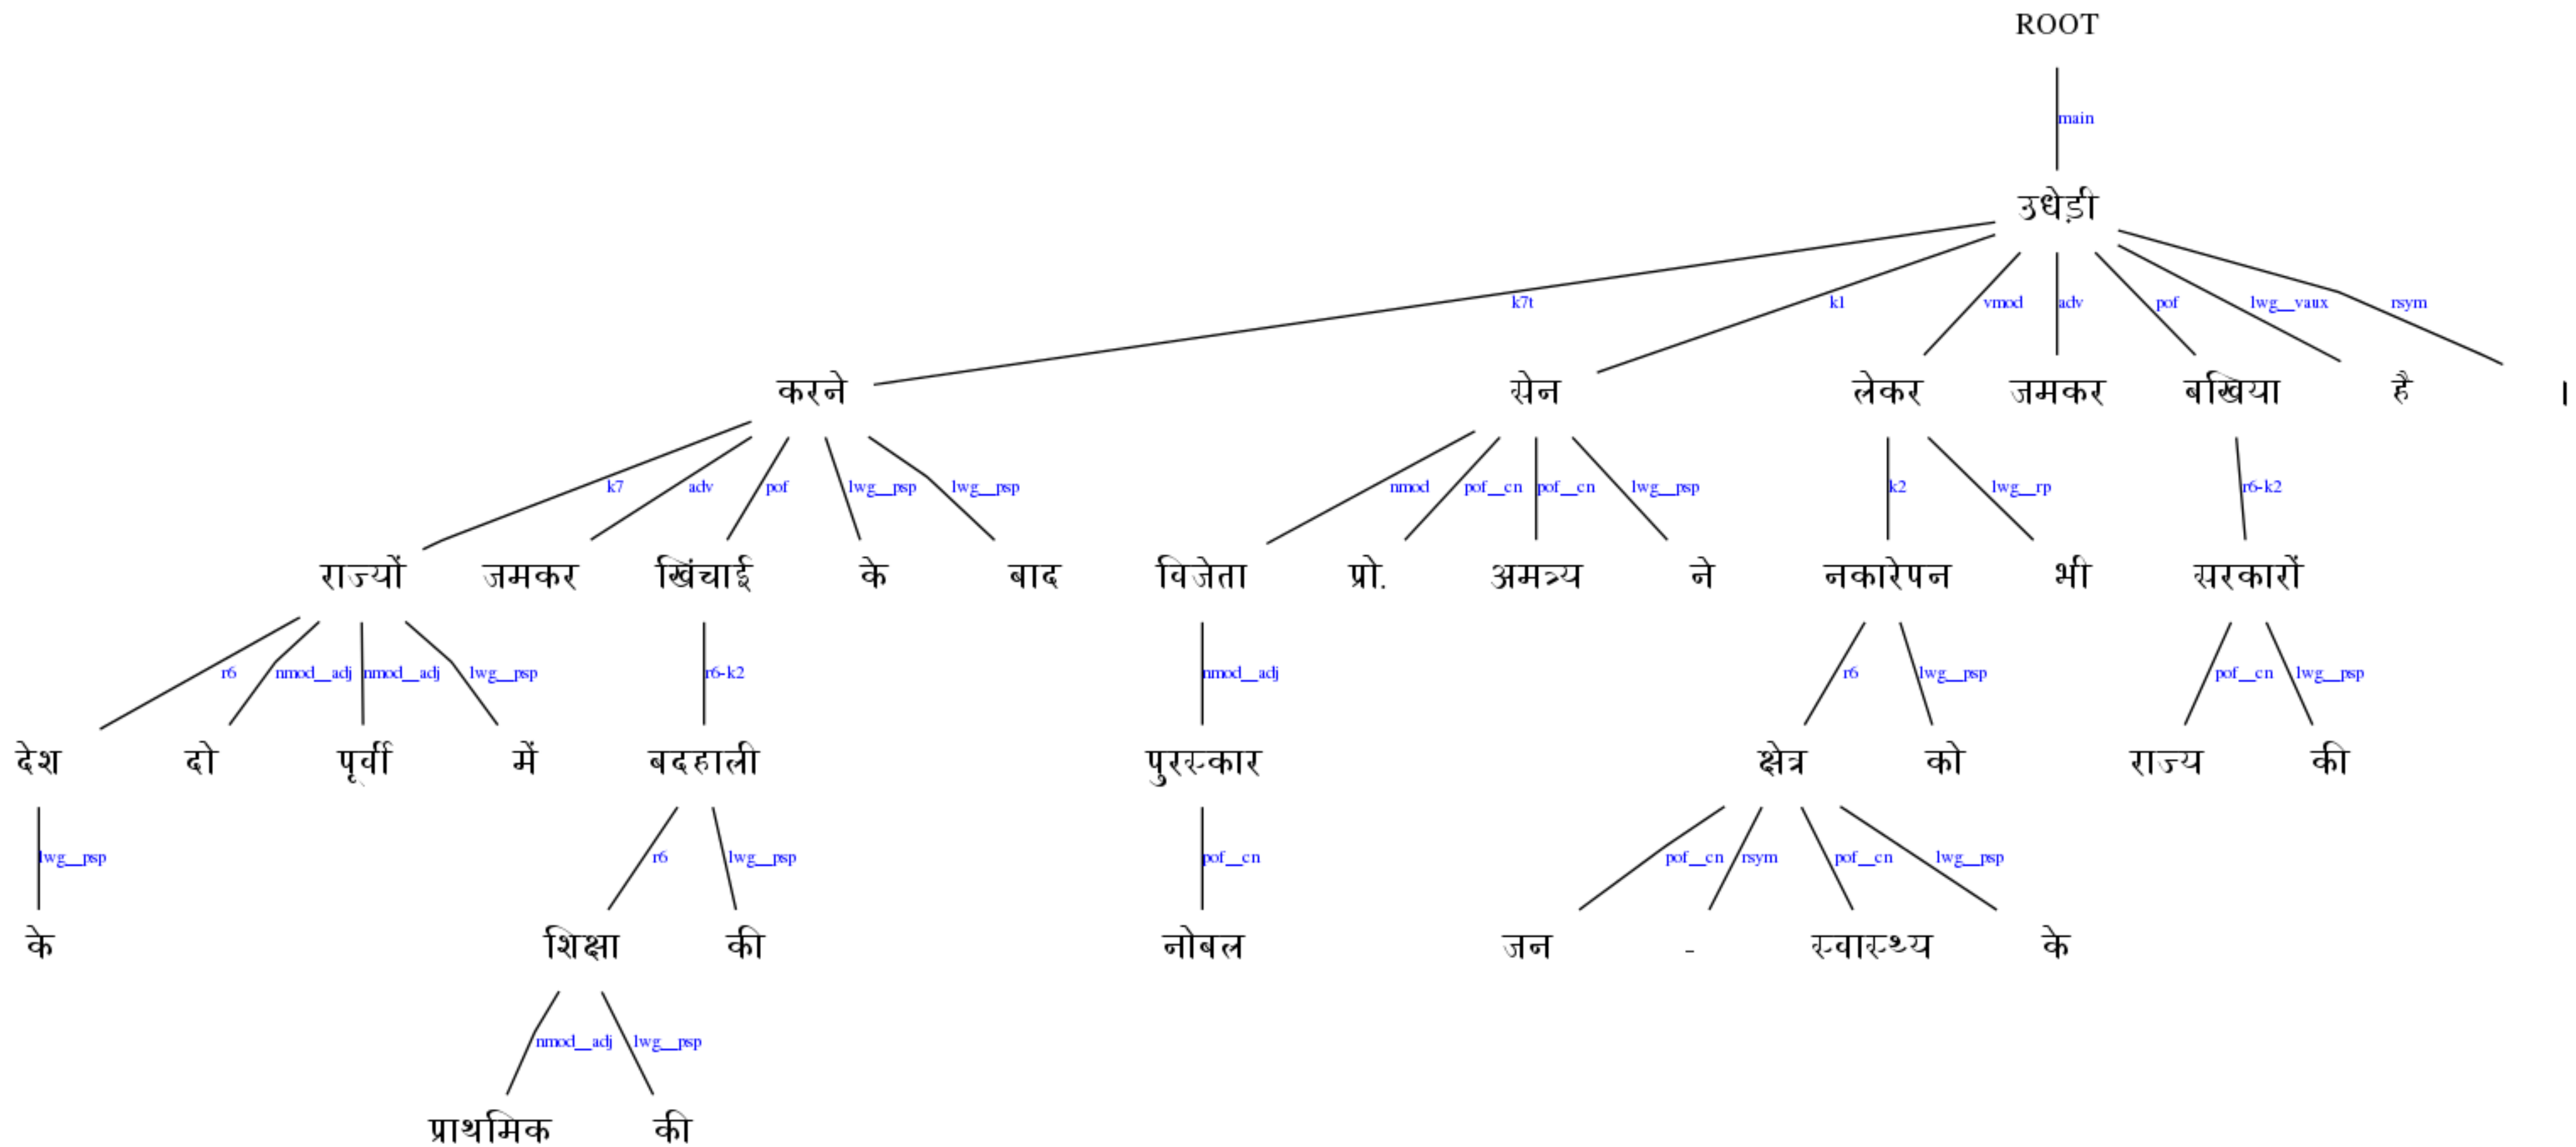 ROOT
main
उधेड़ी
k7t k1 vmod adv pof lwg__vaux rsym
करने सेन लेकर जमकर बखिया है ।
k7 adv pof lwg__psp lwg__psp nmod pof__cn pof__cn lwg__psp k2 lwg__rp r6-k2
राज्यों जमकर खिंचाई के बाद विजेता प्रो. अमत्र्य ने नकारेपन भी सरकारों
r6 nmod__adj nmod__adj lwg__psp r6-k2 nmod__adj r6 lwg__psp pof__cn lwg__psp
देश दो पूर्वी में बदहाली पुरस्कार क्षेत्र को राज्य की
lwg__psp r6 lwg__psp pof__cn pof__cn rsym pof__cn lwg__psp
के शिक्षा की नोबल जन - स्वास्थ्य के
nmod__adj lwg__psp
प्राथमिक की